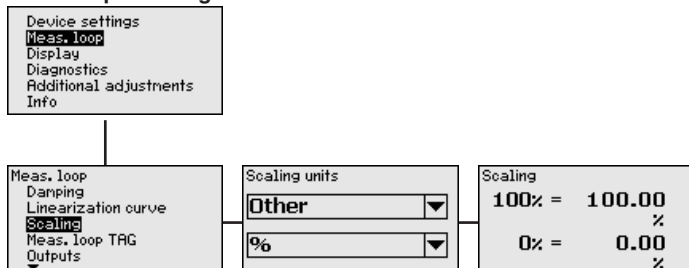 Device settings
Meas. loop
Display
Diagnostics
Additional adjustments
Info
Meas. loop
Damping
Linearization curve
Scaling
Meas. loop TAG
Outputs
Scaling units
Other
%
Scaling
100% = 100.00
%
0% = 0.00
%